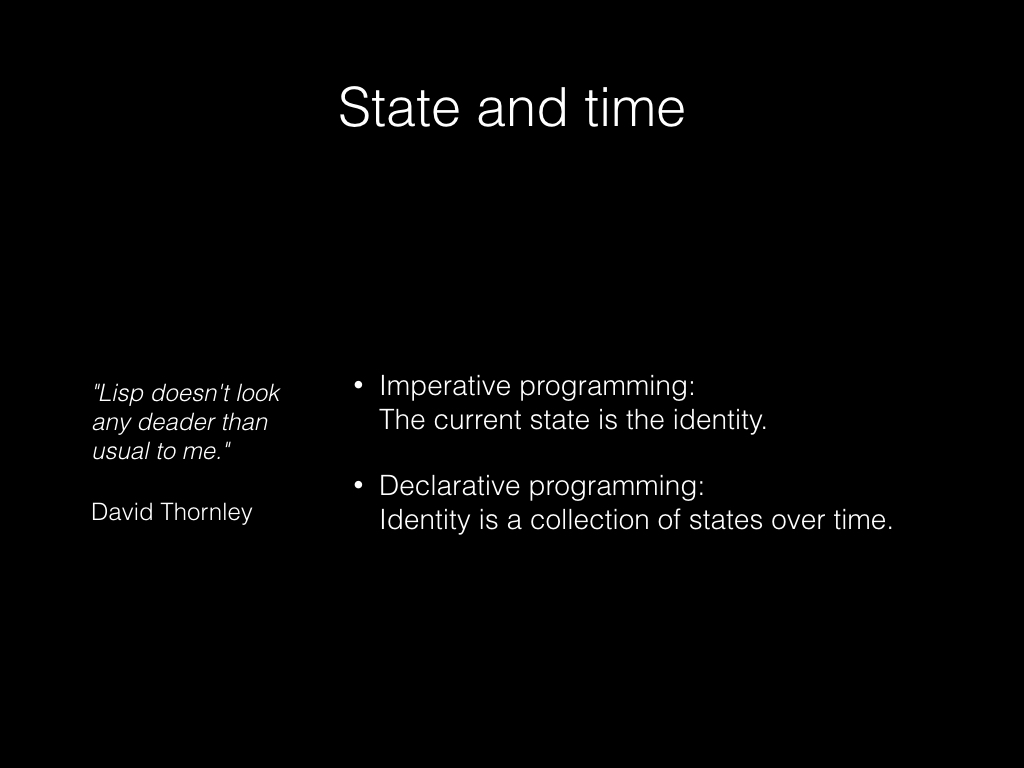 State and time
"Lisp doesn't look
any deader than
usual to me."
David Thornley
• Imperative programming:
The current state is the identity.
• Declarative programming:
Identity is a collection of states over time.